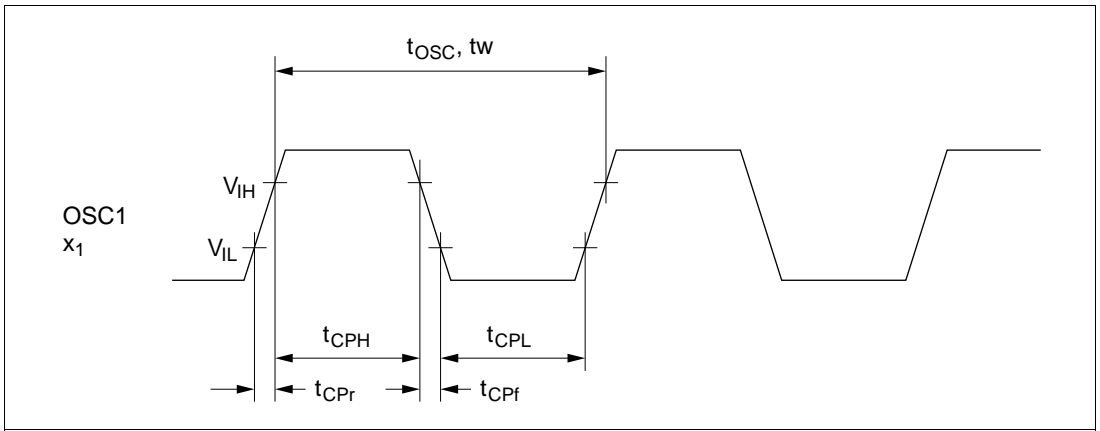 tOSC, tw
VIH
OSC1
x1
VIL
tCPH
tCPL
tCPr
tCPf